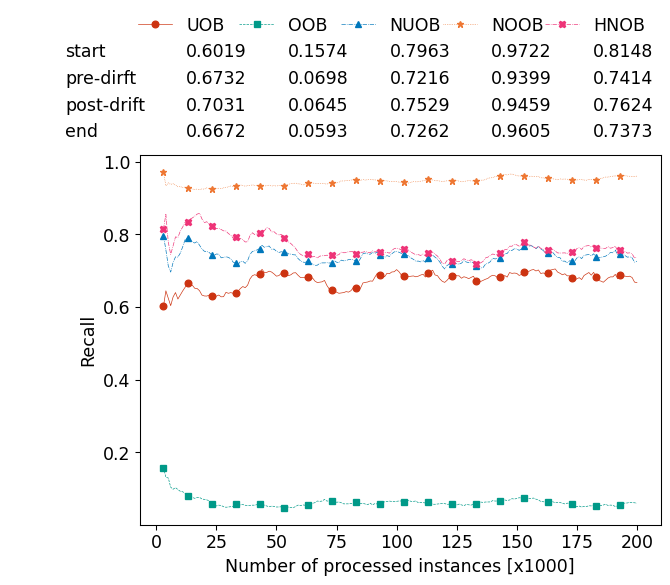 UOB OOB NUOB NOOB HNOB
start 0.6019 0.1574 0.7963 0.9722 0.8148
pre-dirft 0.6732 0.0698 0.7216 0.9399 0.7414
post-drift 0.7031 0.0645 0.7529 0.9459 0.7624
end 0.6672 0.0593 0.7262 0.9605 0.7373
1.0
0.8
0.6
0.4
0.2
Recall
0 25 50 75 100 125 150 175 200
Number of processed instances [x1000]